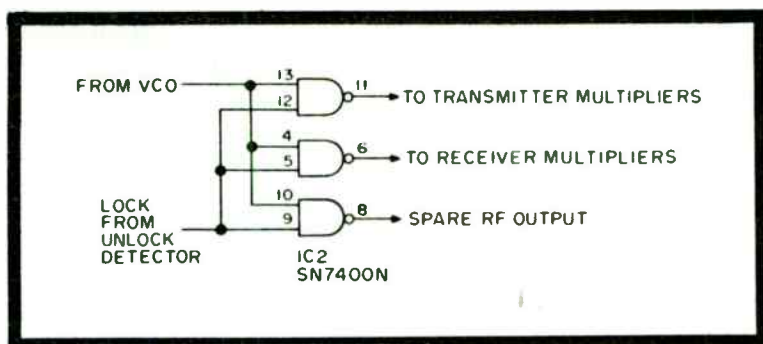 FROM VCO
13
12
11
TO TRANSMITTER MULTIPLIERS
4
5
6
TO RECEIVER MULTIPLIERS
10
9
8
SPARE RF OUTPUT
LOCK
FROM
UNLOCK
DETECTOR
IC2
SN7400N